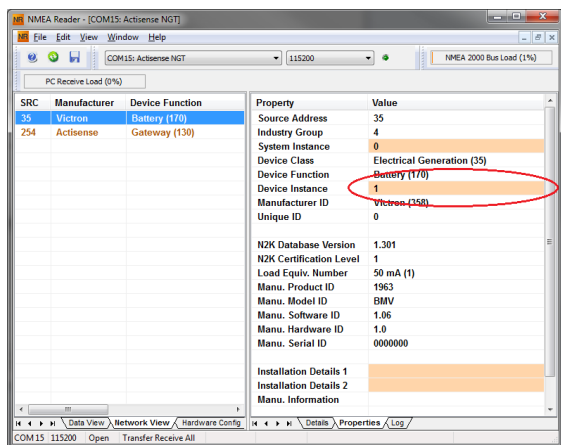 NMEA Reader - [COM15: Actisense NGT]
File Edit View Window Help
COM15: Actisense NGT 115200 NMEA 2000 Bus Load (1%)
PC Receive Load (0%)
SRC Manufacturer Device Function
35 Victron Battery (170)
254 Actisense Gateway (130)
Property Value
Source Address 35
Industry Group 4
System Instance 0
Device Class Electrical Generation (35)
Device Function Battery (170)
Device Instance 1
Manufacturer ID Victron (358)
Unique ID 0
N2K Database Version 1.301
N2K Certification Level 1
Load Equiv. Number 50 mA (1)
Manu. Product ID 1963
Manu. Model ID BMV
Manu. Software ID 1.06
Manu. Hardware ID 1.0
Manu. Serial ID 0000000
Installation Details 1
Installation Details 2
Manu. Information
Data View Network View Hardware Config Details Properties Log
COM15 115200 Open Transfer Receive All